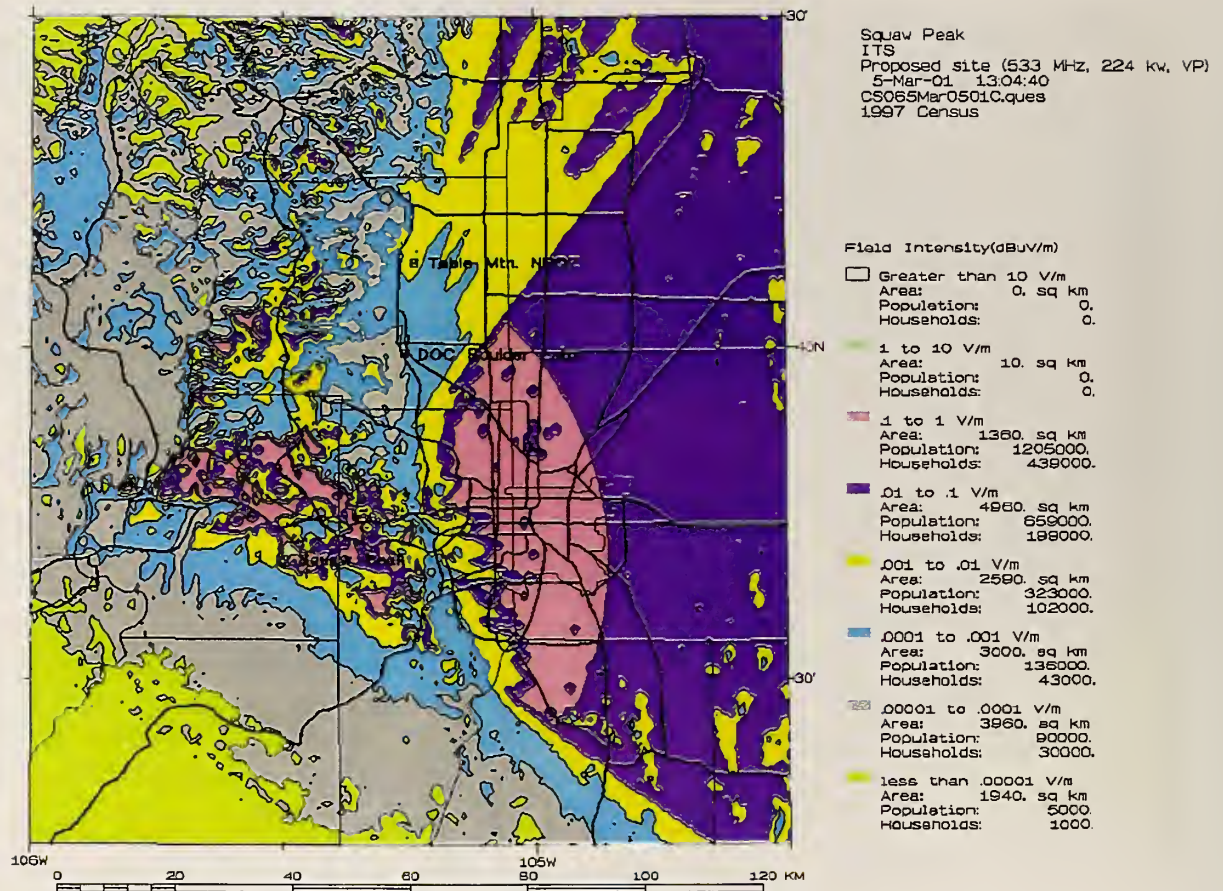 Squaw Peak
ITS
Proposed site (533 MHz, 224 kw, VP)
5-Mar-01 13:04:40
CS065Mar0501C.ques
1997 Census
Field Intensity(dBuV/m)
Greater than 10 V/m
Area: 0. sq km
Population: 0.
Households: 0.
1 to 10 V/m
Area: 10. sq km
Population: 0.
Households: 0.
.1 to 1 V/m
Area: 1360. sq km
Population: 1205000.
Households: 439000.
.01 to .1 V/m
Area: 4960. sq km
Population: 659000.
Households: 199000.
.001 to .01 V/m
Area: 2590. sq km
Population: 323000.
Households: 102000.
.0001 to .001 V/m
Area: 3000. sq km
Population: 136000.
Households: 43000.
.00001 to .0001 V/m
Area: 3960. sq km
Population: 90000.
Households: 30000.
less than .00001 V/m
Area: 1940. sq km
Population: 5000.
Households: 1000.
30'
Table Mtn.
DOC Boulder
40N
30'
106W
105W
0 20 40 60 80 100 120 KM